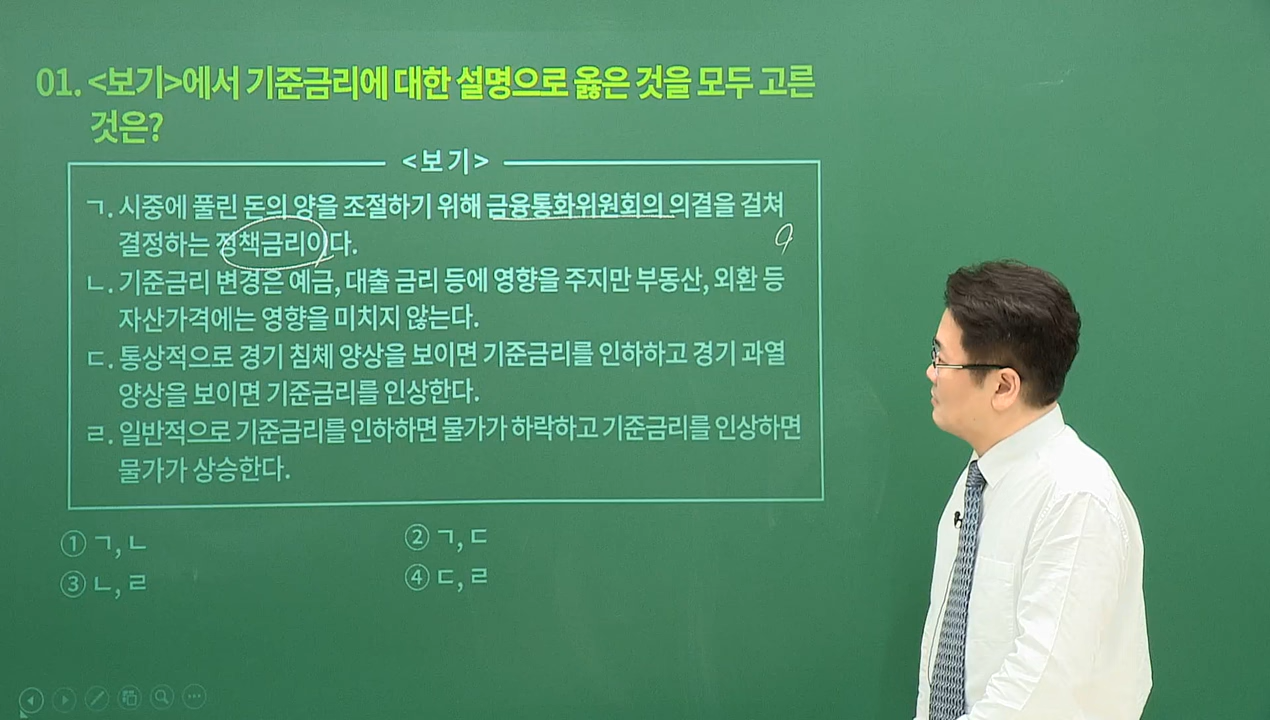 01. <보기>에서 기준금리에 대한 설명으로 옳은 것을 모두 고른
것은?
<보기>
ㄱ. 시중에 풀린 돈의 양을 조절하기 위해 금융통화위원회의 의결을 걸쳐
결정하는 정책금리이다.
ㄴ. 기준금리 변경은 예금, 대출 금리 등에 영향을 주지만 부동산, 외환 등
자산가격에는 영향을 미치지 않는다.
ㄷ. 통상적으로 경기 침체 양상을 보이면 기준금리를 인하하고 경기 과열
양상을 보이면 기준금리를 인상한다.
ㄹ. 일반적으로 기준금리를 인하하면 물가가 하락하고 기준금리를 인상하면
물가가 상승한다.
① ㄱ, ㄴ
② ㄱ, ㄷ
③ ㄴ, ㄹ
④ ㄷ, ㄹ